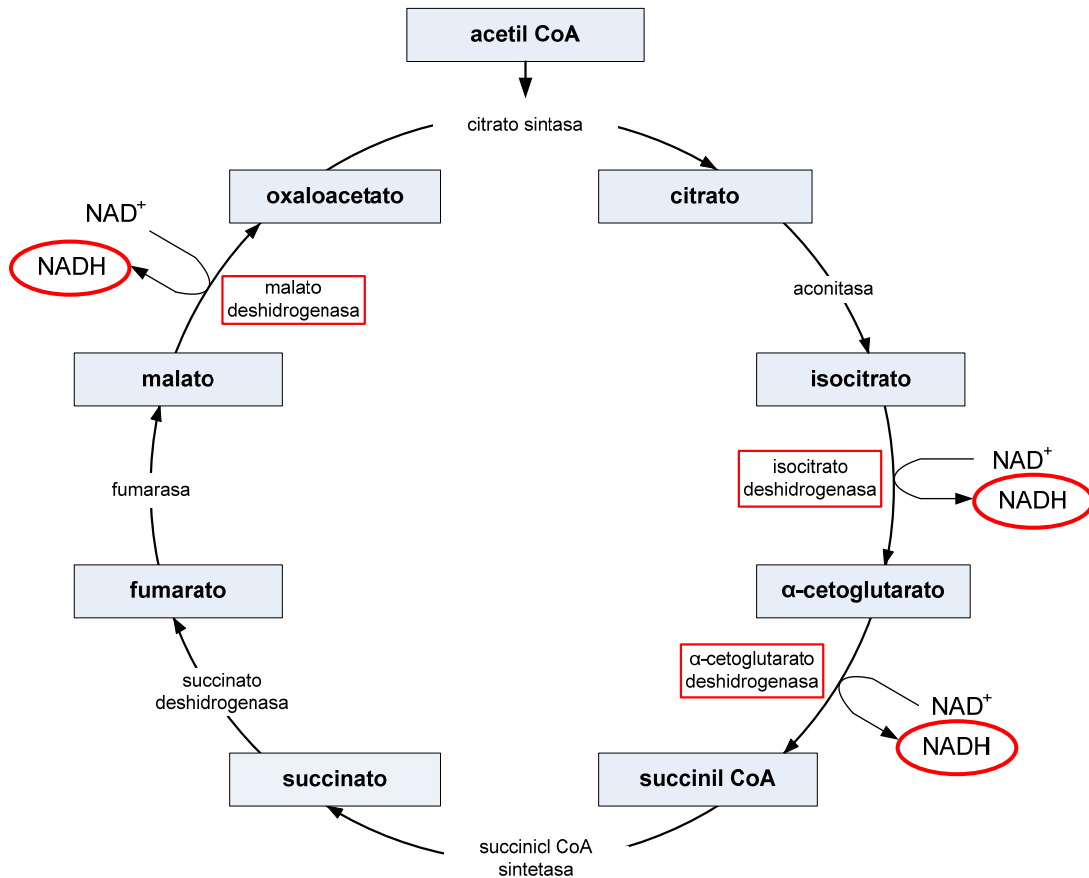 acetil CoA
citrato sintasa
oxaloacetato
citrato
NAD⁺
NADH
malato
deshidrogenasa
aconitasa
malato
isocitrato
isocitrato
deshidrogenasa
NAD⁺
NADH
fumarasa
fumarato
α-cetoglutarato
α-cetoglutarato
deshidrogenasa
NAD⁺
NADH
succinato
deshidrogenasa
succinato
succinil CoA
succinicl CoA
sintetasa